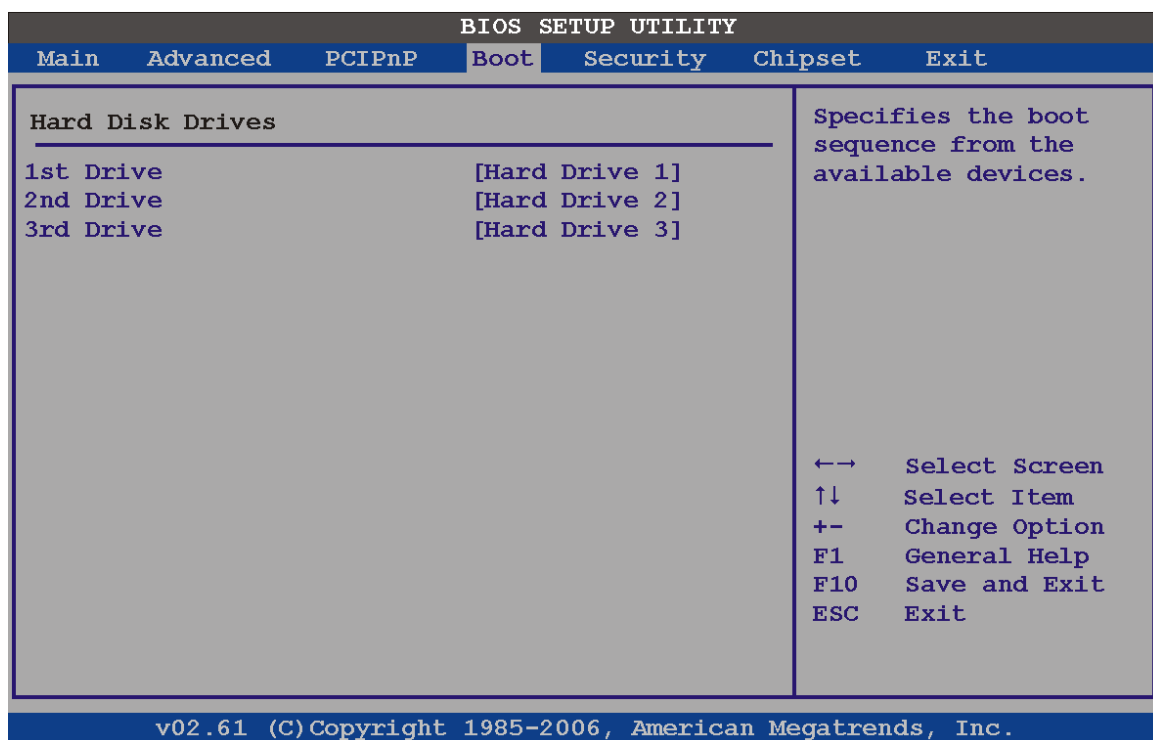 BIOS SETUP UTILITY
Main Advanced PCIPnP Boot Security Chipset Exit
Hard Disk Drives
1st Drive [Hard Drive 1]
2nd Drive [Hard Drive 2]
3rd Drive [Hard Drive 3]
Specifies the boot
sequence from the
available devices.
←→ Select Screen
↑↓ Select Item
+- Change Option
F1 General Help
F10 Save and Exit
ESC Exit
v02.61 (C)Copyright 1985-2006, American Megatrends, Inc.